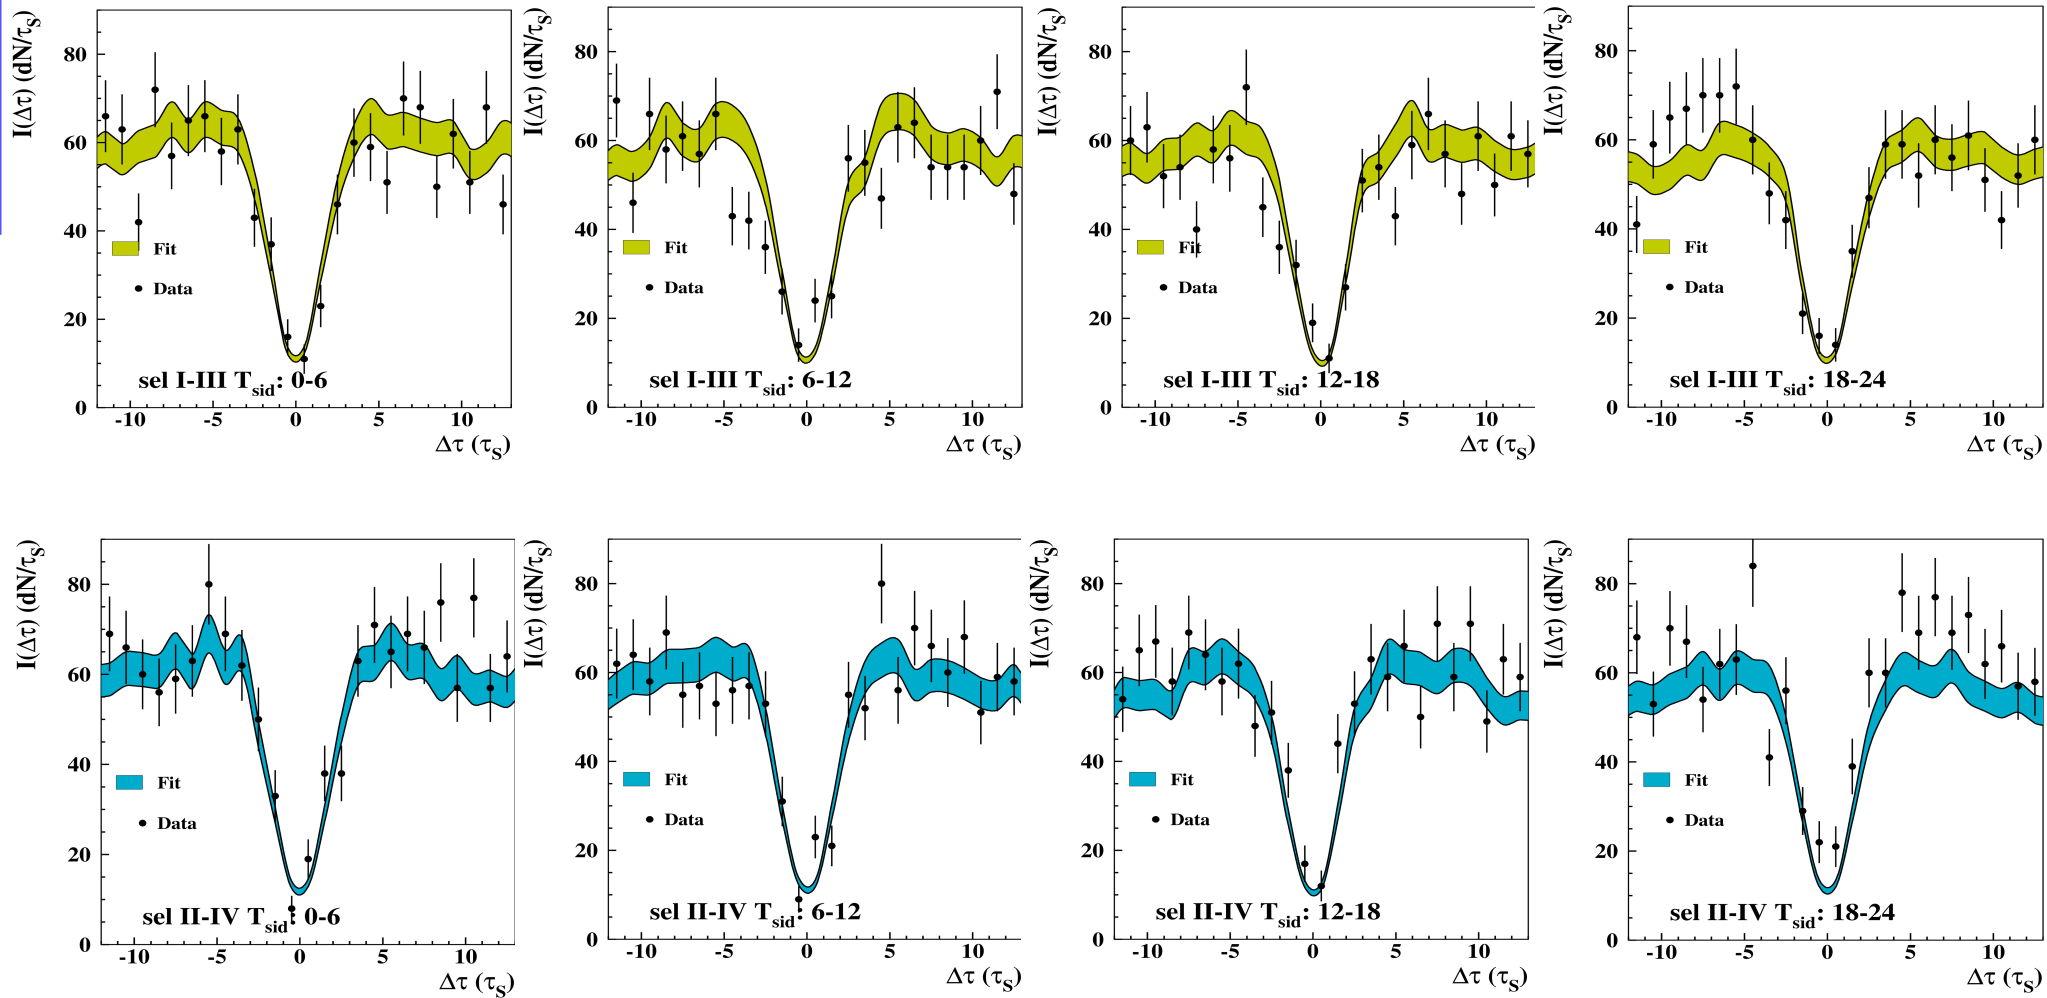 I(Δτ) (dN/τS)
80
60
40
20
0
Fit
Data
sel I-III Tsid: 0-6
-10 -5 0 5 10
Δτ (τS)
I(Δτ) (dN/τS)
80
60
40
20
0
Fit
Data
sel I-III Tsid: 6-12
-10 -5 0 5 10
Δτ (τS)
I(Δτ) (dN/τS)
80
60
40
20
0
Fit
Data
sel I-III Tsid: 12-18
-10 -5 0 5 10
Δτ (τS)
I(Δτ) (dN/τS)
80
60
40
20
0
Fit
Data
sel I-III Tsid: 18-24
-10 -5 0 5 10
Δτ (τS)
I(Δτ) (dN/τS)
80
60
40
20
0
Fit
Data
sel II-IV Tsid: 0-6
-10 -5 0 5 10
Δτ (τS)
I(Δτ) (dN/τS)
80
60
40
20
0
Fit
Data
sel II-IV Tsid: 6-12
-10 -5 0 5 10
Δτ (τS)
I(Δτ) (dN/τS)
80
60
40
20
0
Fit
Data
sel II-IV Tsid: 12-18
-10 -5 0 5 10
Δτ (τS)
I(Δτ) (dN/τS)
80
60
40
20
0
Fit
Data
sel II-IV Tsid: 18-24
-10 -5 0 5 10
Δτ (τS)